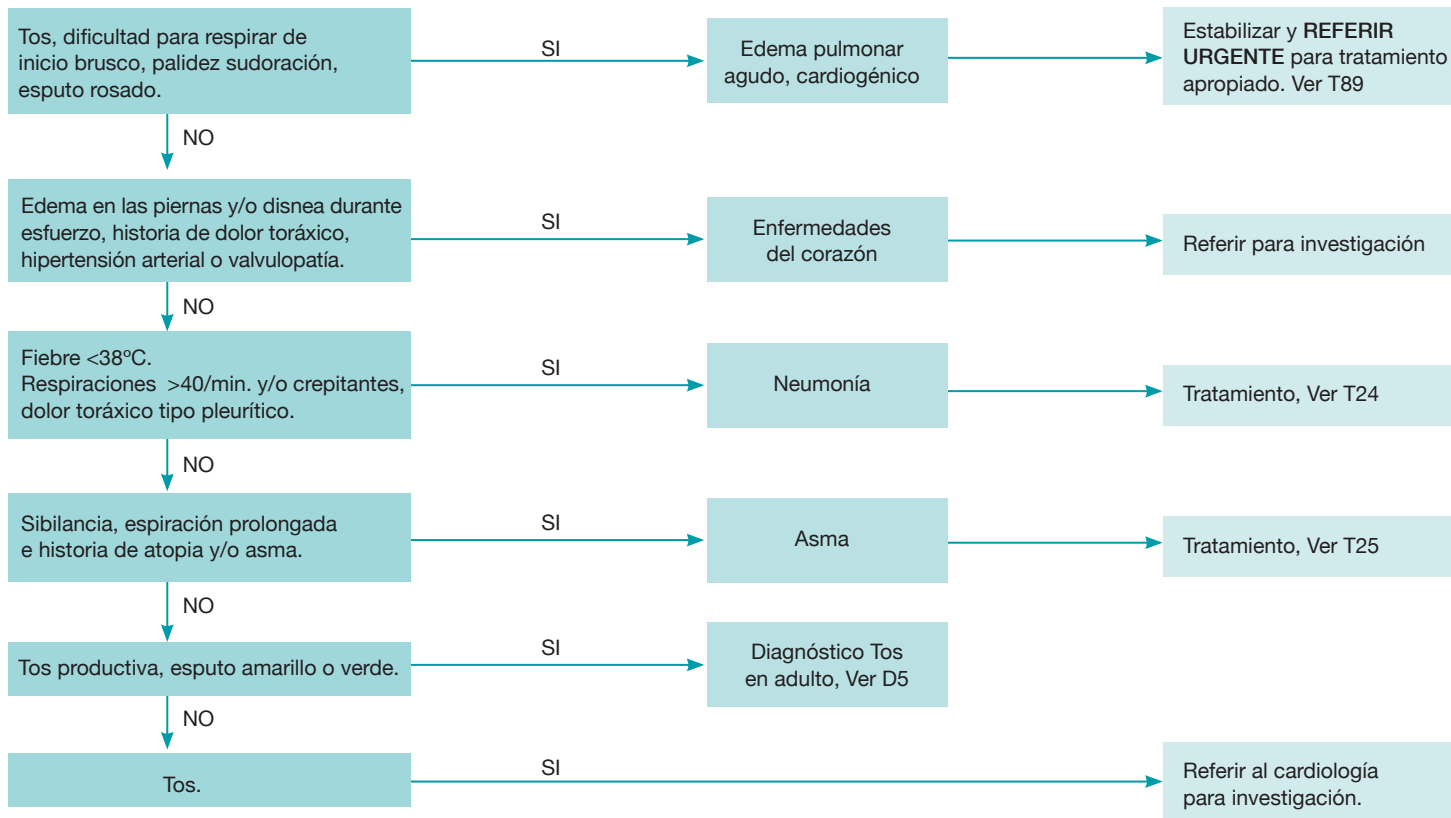 Tos, dificultad para respirar de
inicio brusco, palidez sudoración,
esputo rosado.
SI
Edema pulmonar
agudo, cardiogénico
Estabilizar y REFERIR
URGENTE para tratamiento
apropiado. Ver T89
NO
Edema en las piernas y/o disnea durante
esfuerzo, historia de dolor toráxico,
hipertensión arterial o valvulopatía.
SI
Enfermedades
del corazón
Referir para investigación
NO
Fiebre <38ºC.
Respiraciones >40/min. y/o crepitantes,
dolor toráxico tipo pleurítico.
SI
Neumonía
Tratamiento, Ver T24
NO
Sibilancia, espiración prolongada
e historia de atopia y/o asma.
SI
Asma
Tratamiento, Ver T25
NO
Tos productiva, esputo amarillo o verde.
SI
Diagnóstico Tos
en adulto, Ver D5
NO
Tos.
SI
Referir al cardiología
para investigación.